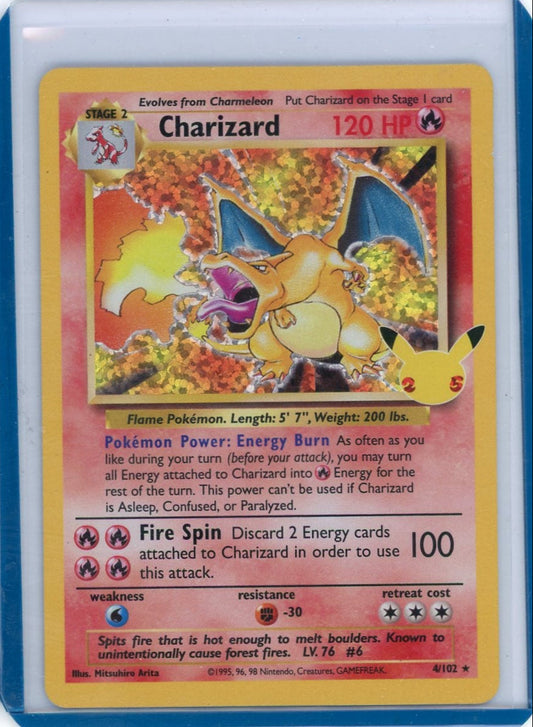 Evolves from Charmeleon Put Charizard on the Stage 1 card
STAGE 2
Charizard 120 HP
25
Flame Pokémon. Length: 5' 7", Weight: 200 lbs.
Pokémon Power: Energy Burn As often as you
like during your turn (before your attack), you may turn
all Energy attached to Charizard into Energy for the
rest of the turn. This power can't be used if Charizard
is Asleep, Confused, or Paralyzed.
Fire Spin Discard 2 Energy cards
attached to Charizard in order to use 100
this attack.
weakness resistance retreat cost
-30
Spits fire that is hot enough to melt boulders. Known to
unintentionally cause forest fires. LV. 76 #6
Illus. Mitsuhiro Arita ©1995, 96, 98 Nintendo, Creatures, GAMEFREAK. 4/102 ★